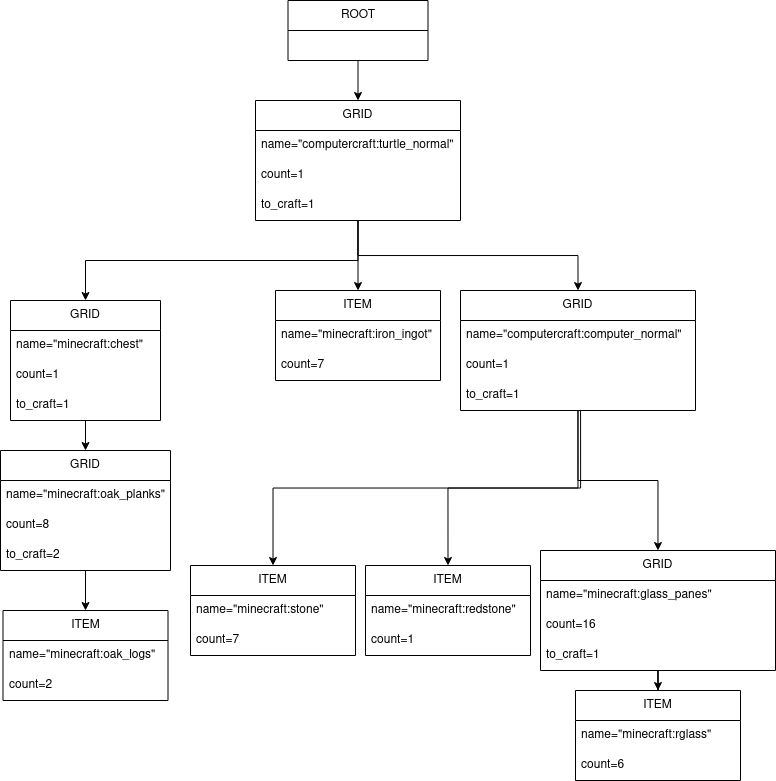 ROOT
GRID
name="computercraft:turtle_normal"
count=1
to_craft=1
GRID
name="minecraft:chest"
count=1
to_craft=1
ITEM
name="minecraft:iron_ingot"
count=7
GRID
name="computercraft:computer_normal"
count=1
to_craft=1
GRID
name="minecraft:oak_planks"
count=8
to_craft=2
ITEM
name="minecraft:oak_logs"
count=2
ITEM
name="minecraft:stone"
count=7
ITEM
name="minecraft:redstone"
count=1
GRID
name="minecraft:glass_panes"
count=16
to_craft=1
ITEM
name="minecraft:rglass"
count=6